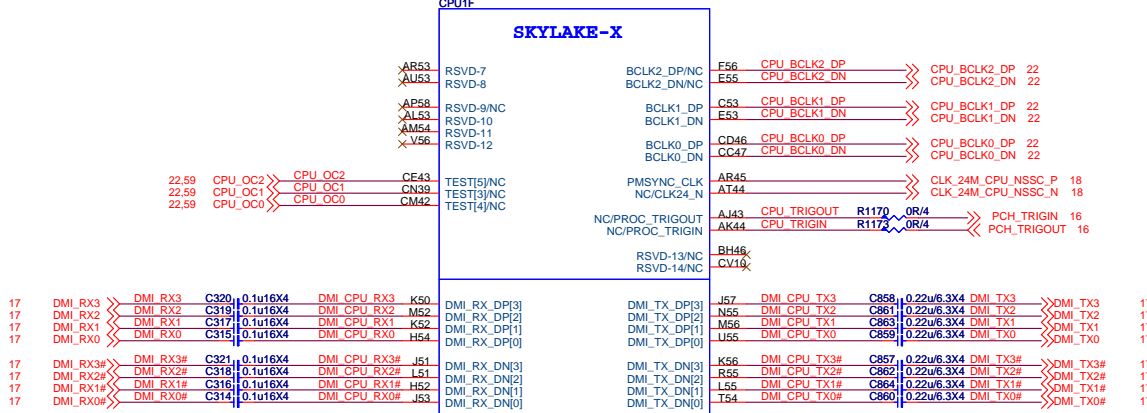 CPU1F
SKYLAKE-X
AR53 RSVD-7 BCLK2_DP/NC F56 CPU_BCLK2_DP CPU_BCLK2_DP 22
AU53 RSVD-8 BCLK2_DN/NC E55 CPU_BCLK2_DN CPU_BCLK2_DN 22
AP58 RSVD-9/NC BCLK1_DP C53 CPU_BCLK1_DP CPU_BCLK1_DP 22
AL53 RSVD-10 BCLK1_DN E53 CPU_BCLK1_DN CPU_BCLK1_DN 22
AM54 RSVD-11
V56 RSVD-12 BCLK0_DP CD46 CPU_BCLK0_DP CPU_BCLK0_DP 22
BCLK0_DN CC47 CPU_BCLK0_DN CPU_BCLK0_DN 22
22,59 CPU_OC2 CPU_OC2 CE43 TEST[5]/NC PMSYNC_CLK AR45 CLK_24M_CPU_NSSC_P 18
22,59 CPU_OC1 CPU_OC1 CN39 TEST[3]/NC NC/CLK24_N AT44 CLK_24M_CPU_NSSC_N 18
22,59 CPU_OC0 CPU_OC0 CM42 TEST[4]/NC
NC/PROC_TRIGOUT AJ43 CPU_TRIGOUT R1170 0R/4 PCH_TRIGIN 16
NC/PROC_TRIGIN AK44 CPU_TRIGIN R1173 0R/4 PCH_TRIGOUT 16
RSVD-13/NC BH46
RSVD-14/NC CV10
17 DMI_RX3 DMI_RX3 C320 0.1u16X4 DMI_CPU_RX3 K50 DMI_RX_DP[3] DMI_TX_DP[3] J57 DMI_CPU_TX3 C858 0.22u/6.3X4 DMI_TX3 DMI_TX3 1
17 DMI_RX2 DMI_RX2 C319 0.1u16X4 DMI_CPU_RX2 M52 DMI_RX_DP[2] DMI_TX_DP[2] N55 DMI_CPU_TX2 C861 0.22u/6.3X4 DMI_TX2 DMI_TX2 1
17 DMI_RX1 DMI_RX1 C317 0.1u16X4 DMI_CPU_RX1 K52 DMI_RX_DP[1] DMI_TX_DP[1] M56 DMI_CPU_TX1 C863 0.22u/6.3X4 DMI_TX1 DMI_TX1 1
17 DMI_RX0 DMI_RX0 C315 0.1u16X4 DMI_CPU_RX0 H54 DMI_RX_DP[0] DMI_TX_DP[0] U55 DMI_CPU_TX0 C859 0.22u/6.3X4 DMI_TX0 DMI_TX0 1
17 DMI_RX3# DMI_RX3# C321 0.1u16X4 DMI_CPU_RX3# J51 DMI_RX_DN[3] DMI_TX_DN[3] K56 DMI_CPU_TX3# C857 0.22u/6.3X4 DMI_TX3# DMI_TX3# 1
17 DMI_RX2# DMI_RX2# C318 0.1u16X4 DMI_CPU_RX2# L51 DMI_RX_DN[2] DMI_TX_DN[2] R55 DMI_CPU_TX2# C862 0.22u/6.3X4 DMI_TX2# DMI_TX2# 1
17 DMI_RX1# DMI_RX1# C316 0.1u16X4 DMI_CPU_RX1# H52 DMI_RX_DN[1] DMI_TX_DN[1] L55 DMI_CPU_TX1# C864 0.22u/6.3X4 DMI_TX1# DMI_TX1# 1
17 DMI_RX0# DMI_RX0# C314 0.1u16X4 DMI_CPU_RX0# J53 DMI_RX_DN[0] DMI_TX_DN[0] T54 DMI_CPU_TX0# C860 0.22u/6.3X4 DMI_TX0# DMI_TX0# 1